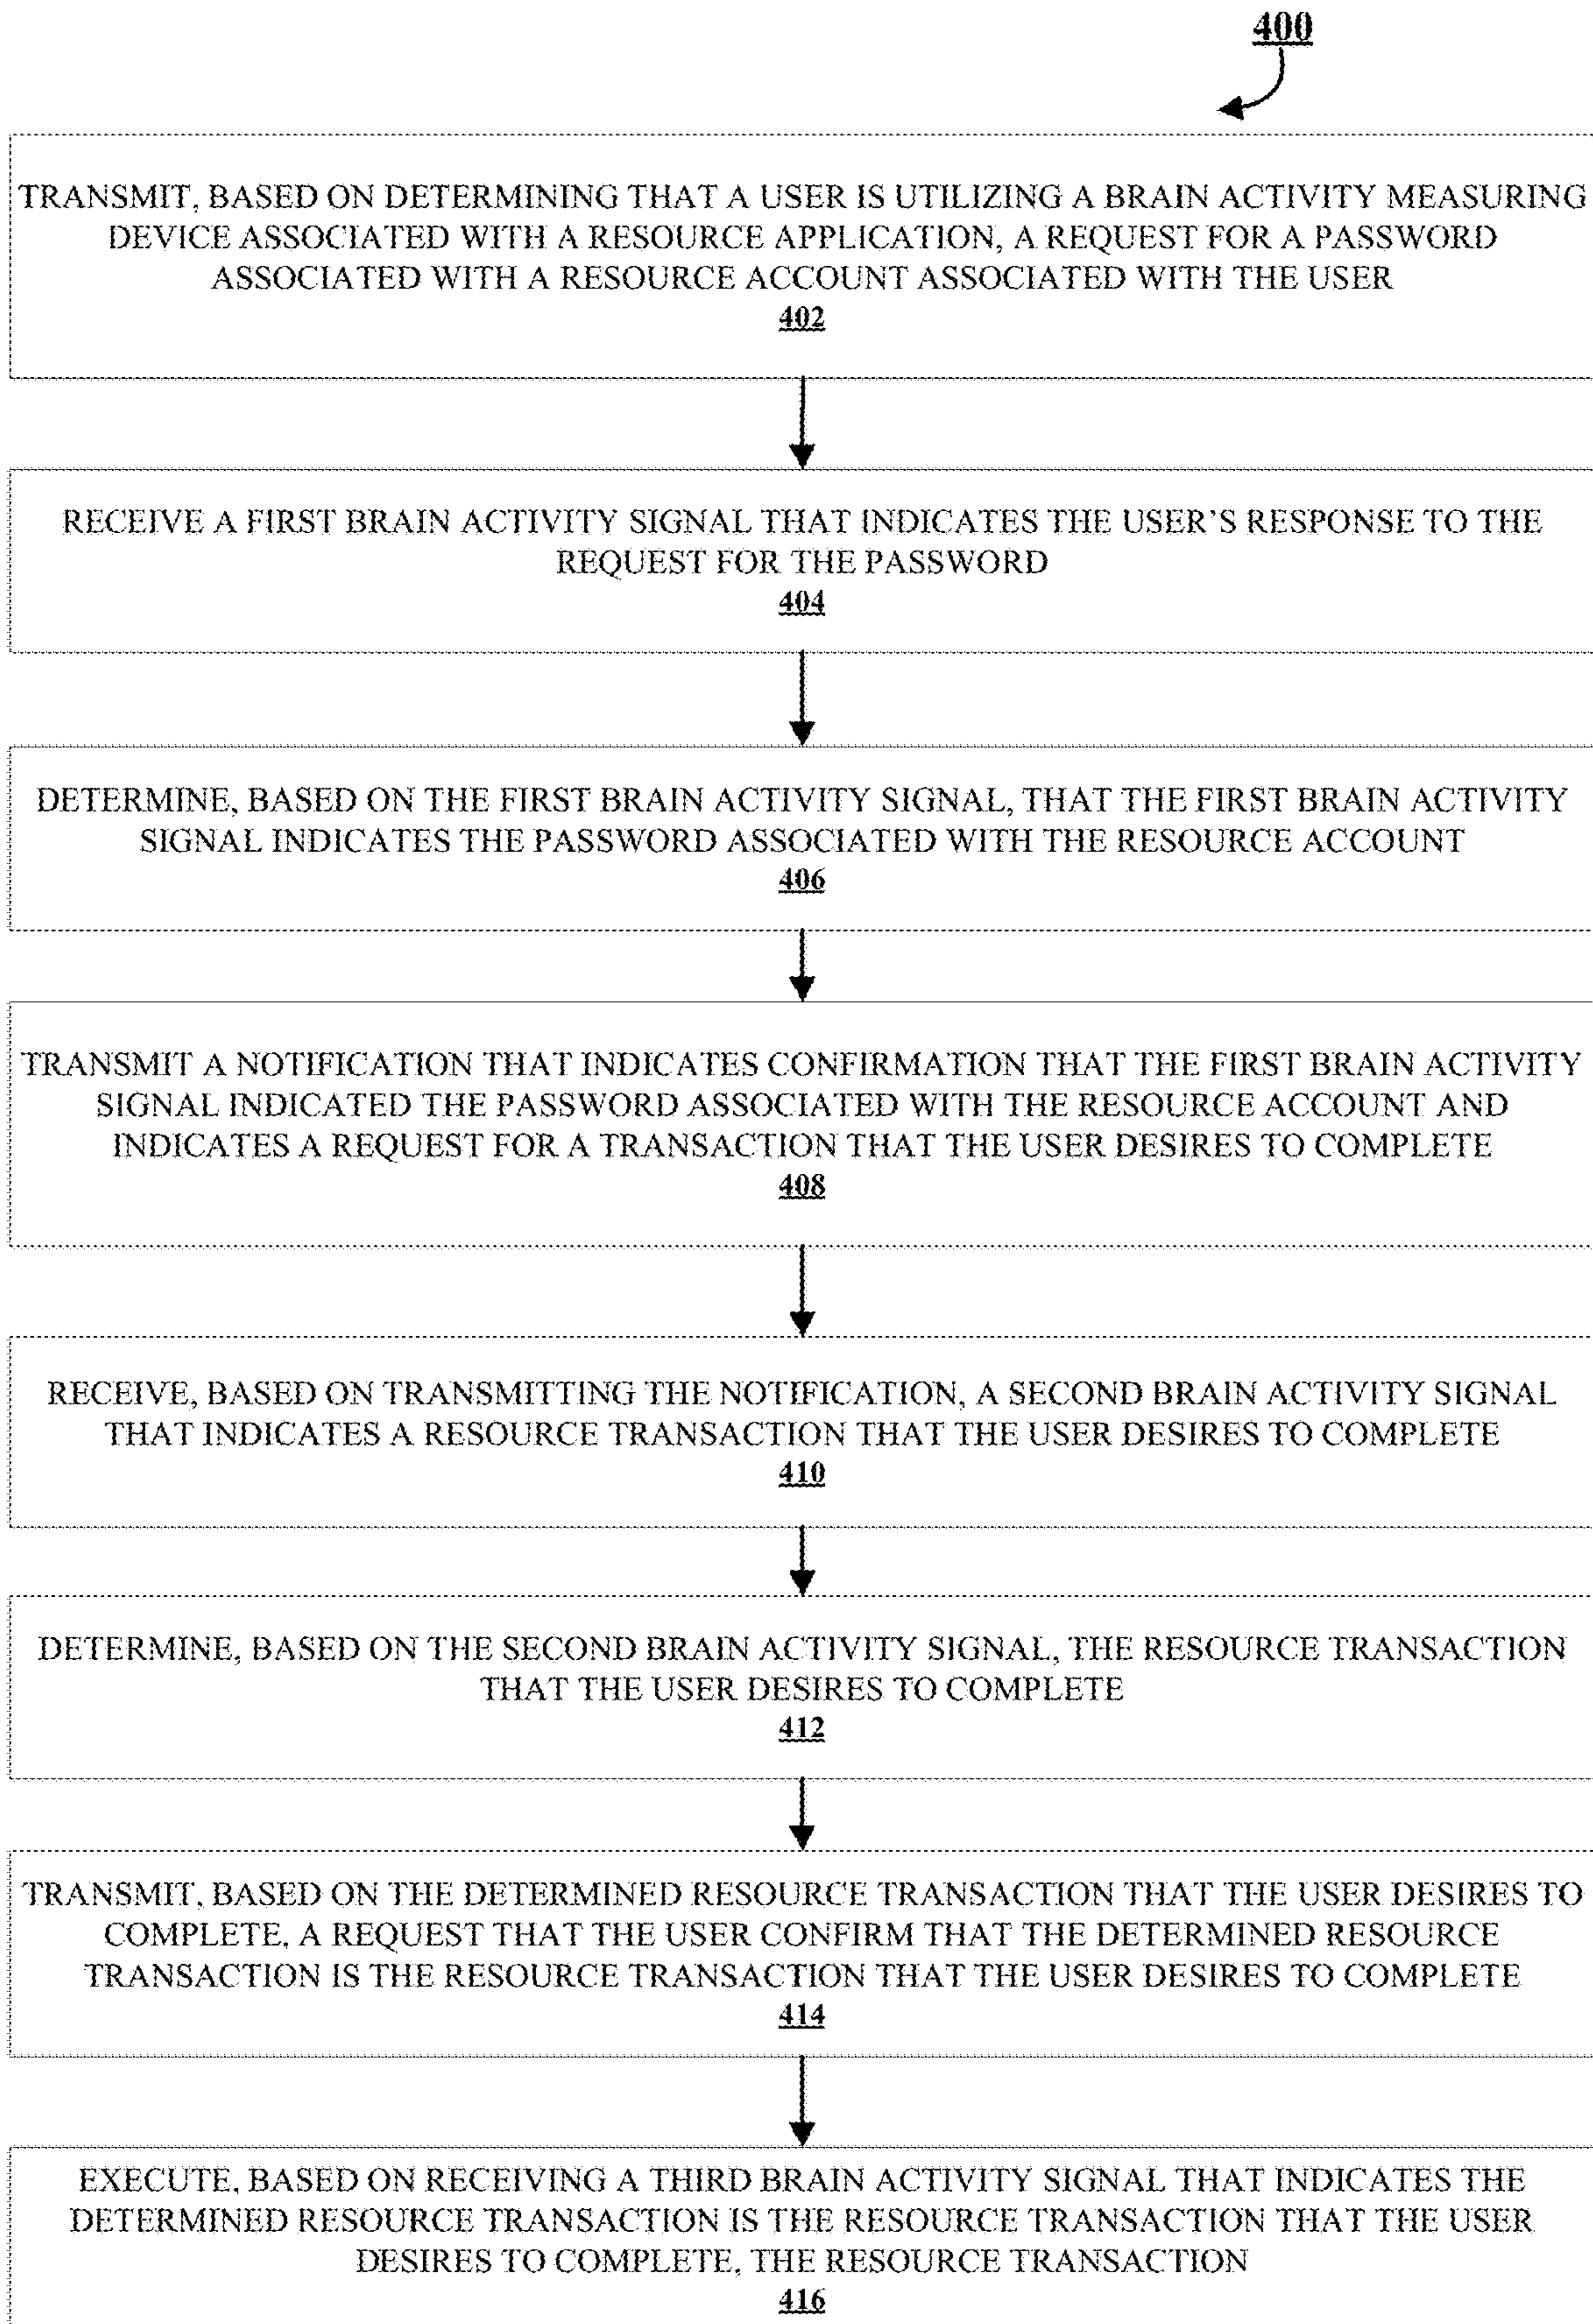 400
TRANSMIT, BASED ON DETERMINING THAT A USER IS UTILIZING A BRAIN ACTIVITY MEASURING
DEVICE ASSOCIATED WITH A RESOURCE APPLICATION, A REQUEST FOR A PASSWORD
ASSOCIATED WITH A RESOURCE ACCOUNT ASSOCIATED WITH THE USER
402
RECEIVE A FIRST BRAIN ACTIVITY SIGNAL THAT INDICATES THE USER'S RESPONSE TO THE
REQUEST FOR THE PASSWORD
404
DETERMINE, BASED ON THE FIRST BRAIN ACTIVITY SIGNAL, THAT THE FIRST BRAIN ACTIVITY
SIGNAL INDICATES THE PASSWORD ASSOCIATED WITH THE RESOURCE ACCOUNT
406
TRANSMIT A NOTIFICATION THAT INDICATES CONFIRMATION THAT THE FIRST BRAIN ACTIVITY
SIGNAL INDICATED THE PASSWORD ASSOCIATED WITH THE RESOURCE ACCOUNT AND
INDICATES A REQUEST FOR A TRANSACTION THAT THE USER DESIRES TO COMPLETE
408
RECEIVE, BASED ON TRANSMITTING THE NOTIFICATION, A SECOND BRAIN ACTIVITY SIGNAL
THAT INDICATES A RESOURCE TRANSACTION THAT THE USER DESIRES TO COMPLETE
410
DETERMINE, BASED ON THE SECOND BRAIN ACTIVITY SIGNAL, THE RESOURCE TRANSACTION
THAT THE USER DESIRES TO COMPLETE
412
TRANSMIT, BASED ON THE DETERMINED RESOURCE TRANSACTION THAT THE USER DESIRES TO
COMPLETE, A REQUEST THAT THE USER CONFIRM THAT THE DETERMINED RESOURCE
TRANSACTION IS THE RESOURCE TRANSACTION THAT THE USER DESIRES TO COMPLETE
414
EXECUTE, BASED ON RECEIVING A THIRD BRAIN ACTIVITY SIGNAL THAT INDICATES THE
DETERMINED RESOURCE TRANSACTION IS THE RESOURCE TRANSACTION THAT THE USER
DESIRES TO COMPLETE, THE RESOURCE TRANSACTION
416